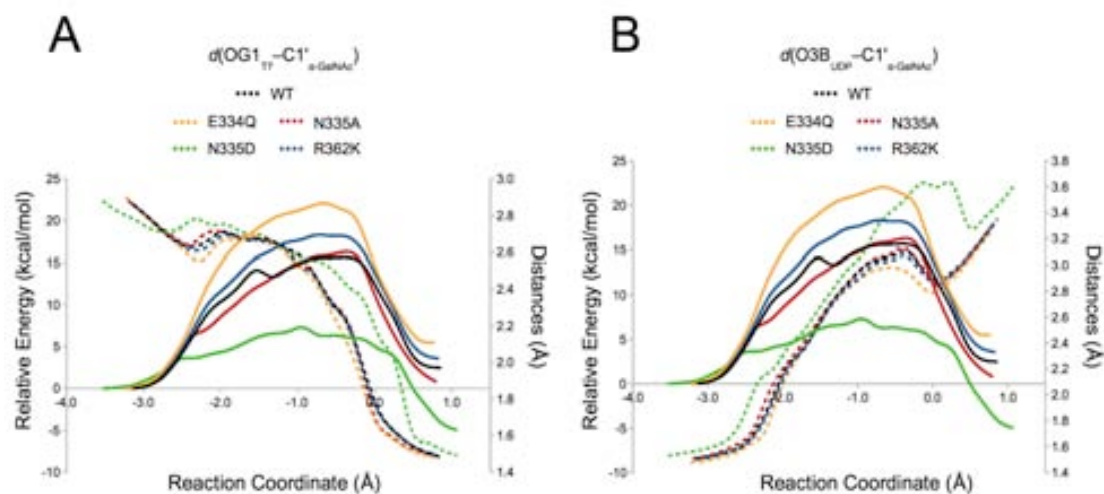 A
d(OG1TT–C1'α-GalNAc)
WT
E334Q N335A
N335D R362K
Relative Energy (kcal/mol)
25
20
15
10
5
0
-5
-10
-4.0 -3.0 -2.0 -1.0 0.0 1.0
3.0
2.8
2.6
2.4
2.2
2.0
1.8
1.6
1.4
Distances (Å)
Reaction Coordinate (Å)
B
d(O3BUDP–C1'α-GalNAc)
WT
E334Q N335A
N335D R362K
Relative Energy (kcal/mol)
25
20
15
10
5
0
-5
-10
-4.0 -3.0 -2.0 -1.0 0.0 1.0
3.8
3.6
3.4
3.2
3.0
2.8
2.6
2.4
2.2
2.0
1.8
1.6
1.4
Distances (Å)
Reaction Coordinate (Å)